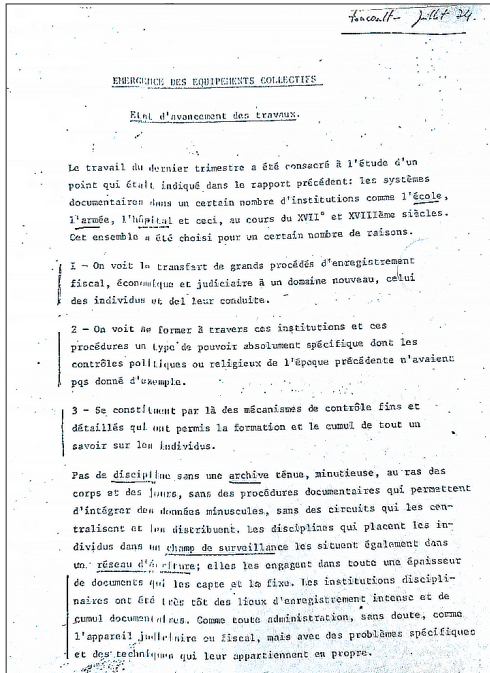 Foucault - Juillet 74.
EMERGENCE DES EQUIPEMENTS COLLECTIFS
Etat d'avancement des travaux.
Le travail du dernier trimestre a été consacré à l'étude d'un
point qui était indiqué dans le rapport précédent: les systèmes
documentaires dans un certain nombre d'institutions comme l'école,
l'armée, l'hôpital et ceci, au cours du XVII° et XVIIIème siècles.
Cet ensemble a été choisi pour un certain nombre de raisons.
1 - On voit le transfart de grands procédés d'enregistrement
fiscal, économique et judiciaire à un domaine nouveau, celui
des individus et del leur conduite.
2 - On voit se former à travers ces institutions et ces
procédures un type de pouvoir absolument spécifique dont les
contrôles politiques ou religieux de l'époque précédente n'avaient
pqs donné d'exemple.
3 - Se constituent par là des mécanismes de contrôle fins et
détaillés qui ont permis la formation et le cumul de tout un
savoir sur les individus.
Pas de discipline sans une archive ténue, minutieuse, au ras des
corps et des jours, sans des procédures documentaires qui permettent
d'intégrer des données minuscules, sans des circuits qui les cen-
tralisent et les distribuent. Les disciplines qui placent les in-
dividus dans un champ de surveillance les situent également dans
un réseau d'écriture; elles les engagent dans toute une épaisseur
de documents qui les capte et la fixe. Les institutions discipli-
naires ont été très tôt des lieux d'enregistrement intense et de
cumul documentaires. Comme toute administration, sans doute, comme
l'appareil judiciaire ou fiscal, mais avec des problèmes spécifiques
et des techniques qui leur appartiennent en propre.